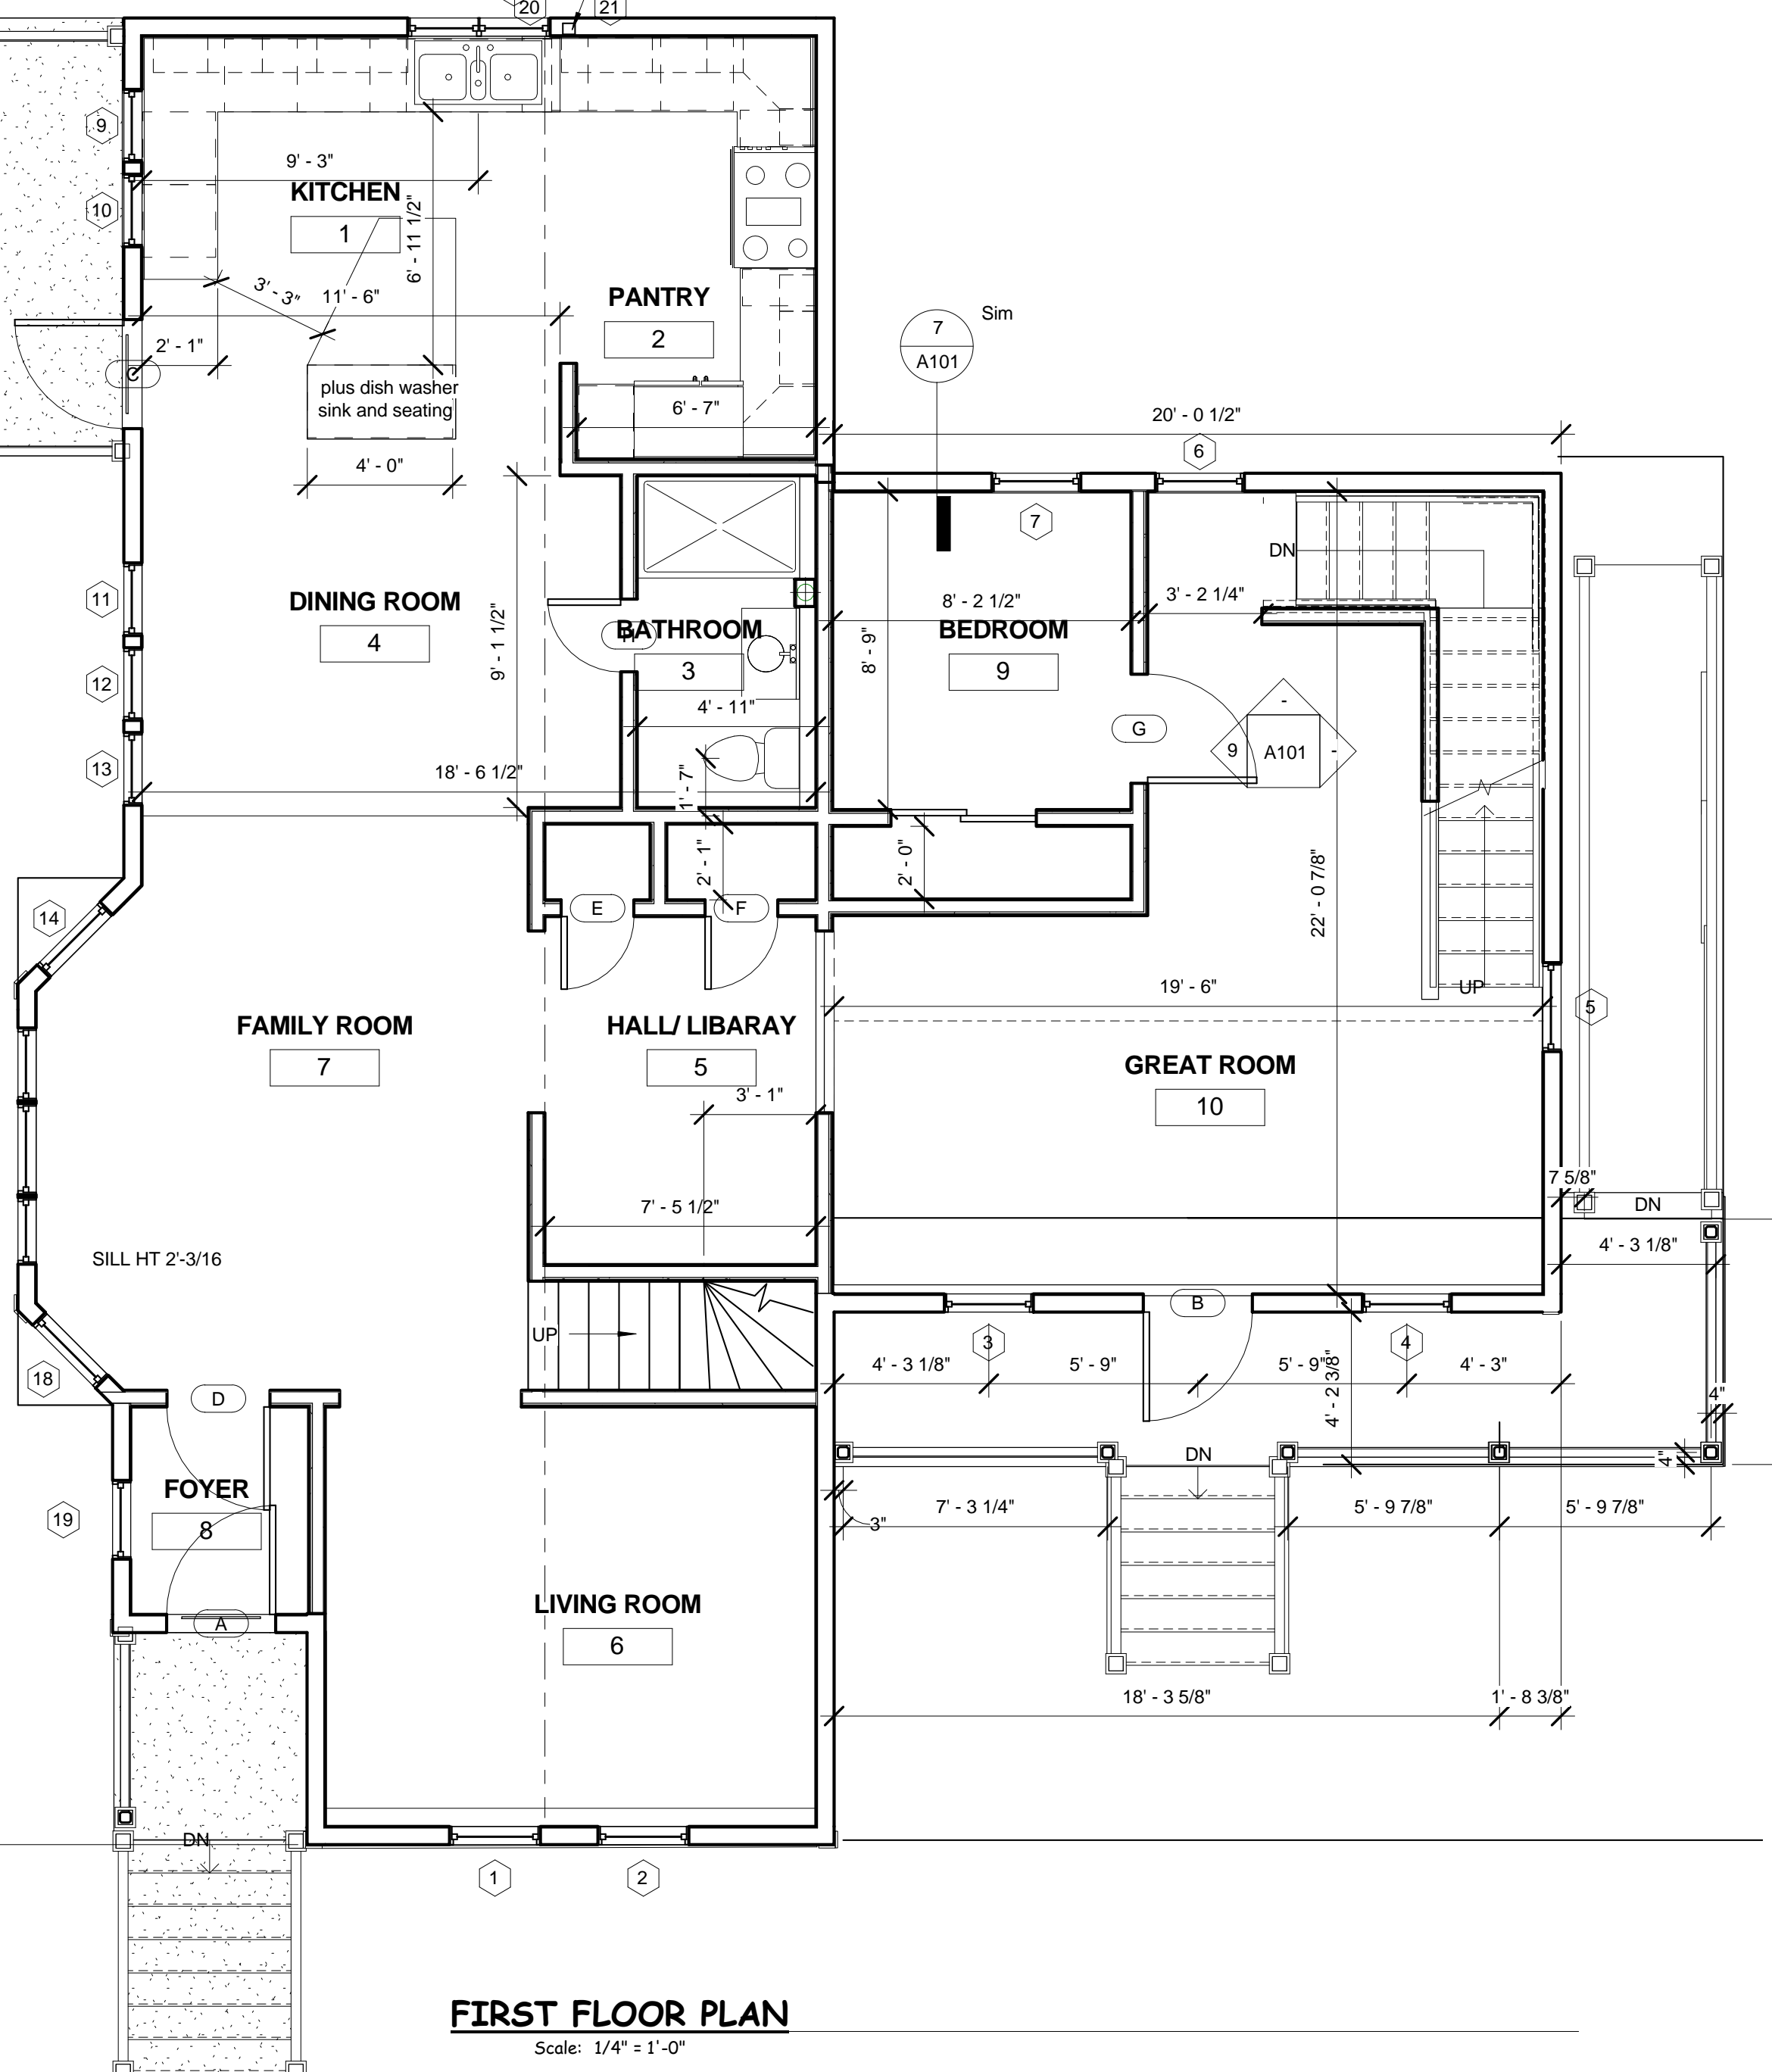 20
21
9
9' - 3"
KITCHEN
10
1
6' - 11 1/2"
3' - 3"
11' - 6"
PANTRY
2
7
Sim
A101
2' - 1"
C
plus dish washer
sink and seating
6' - 7"
20' - 0 1/2"
6
4' - 0"
7
DN
11
DINING ROOM
4
9' - 1 1/2"
BATHROOM
H
3
8' - 2 1/2"
3' - 2 1/4"
BEDROOM
9
8' - 9"
12
4' - 11"
G
-
9
A101
-
13
18' - 6 1/2"
1' - 7"
2' - 1"
2' - 0"
22' - 0 7/8"
14
E
F
UP
19' - 6"
5
FAMILY ROOM
7
HALL/ LIBARAY
5
3' - 1"
GREAT ROOM
10
7 5/8"
DN
7' - 5 1/2"
4' - 3 1/8"
SILL HT 2'-3/16
B
UP
3
4
4' - 3 1/8"
5' - 9"
5' - 9"
4' - 2 3/8"
4' - 3"
18
D
4"
DN
4"
FOYER
8
19
7' - 3 1/4"
3"
5' - 9 7/8"
5' - 9 7/8"
LIVING ROOM
6
A
18' - 3 5/8"
1' - 8 3/8"
DN
1
2
FIRST FLOOR PLAN
Scale: 1/4" = 1'-0"